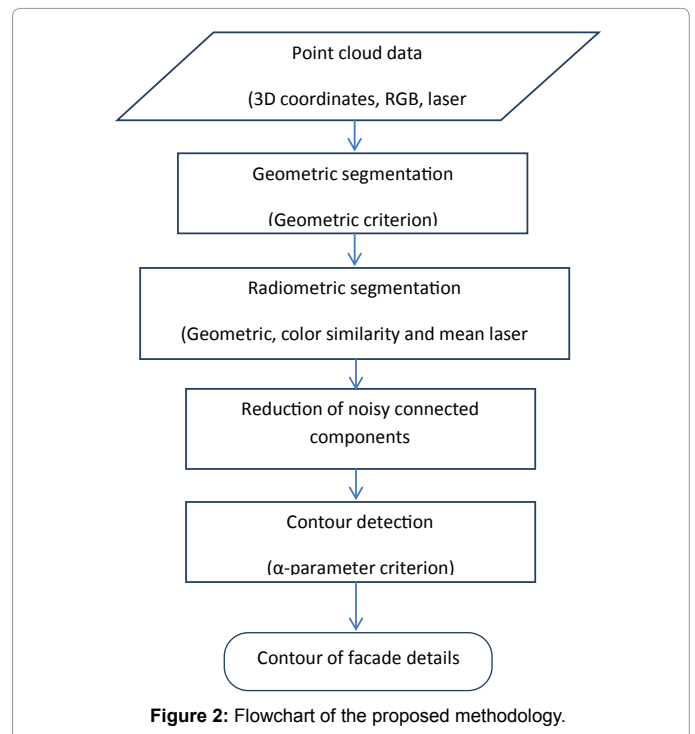 Point cloud data
(3D coordinates, RGB, laser
Geometric segmentation
(Geometric criterion)
Radiometric segmentation
(Geometric, color similarity and mean laser
Reduction of noisy connected
components
Contour detection
(α-parameter criterion)
Contour of facade details
Figure 2: Flowchart of the proposed methodology.